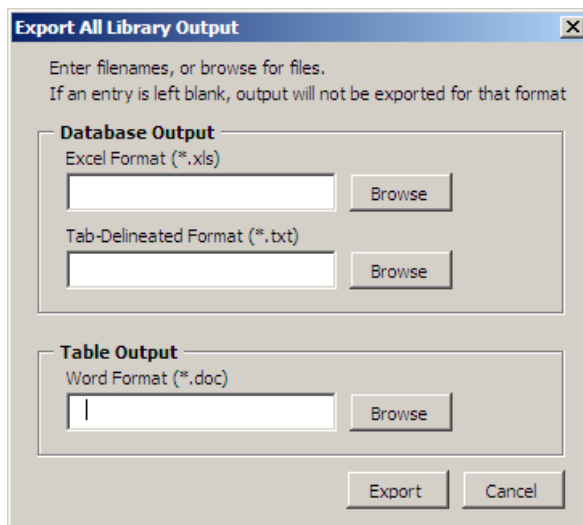 Export All Library Output
Enter filenames, or browse for files.
If an entry is left blank, output will not be exported for that format
Database Output
Excel Format (*.xls)
Browse
Tab-Delineated Format (*.txt)
Browse
Table Output
Word Format (*.doc)
Browse
Export Cancel